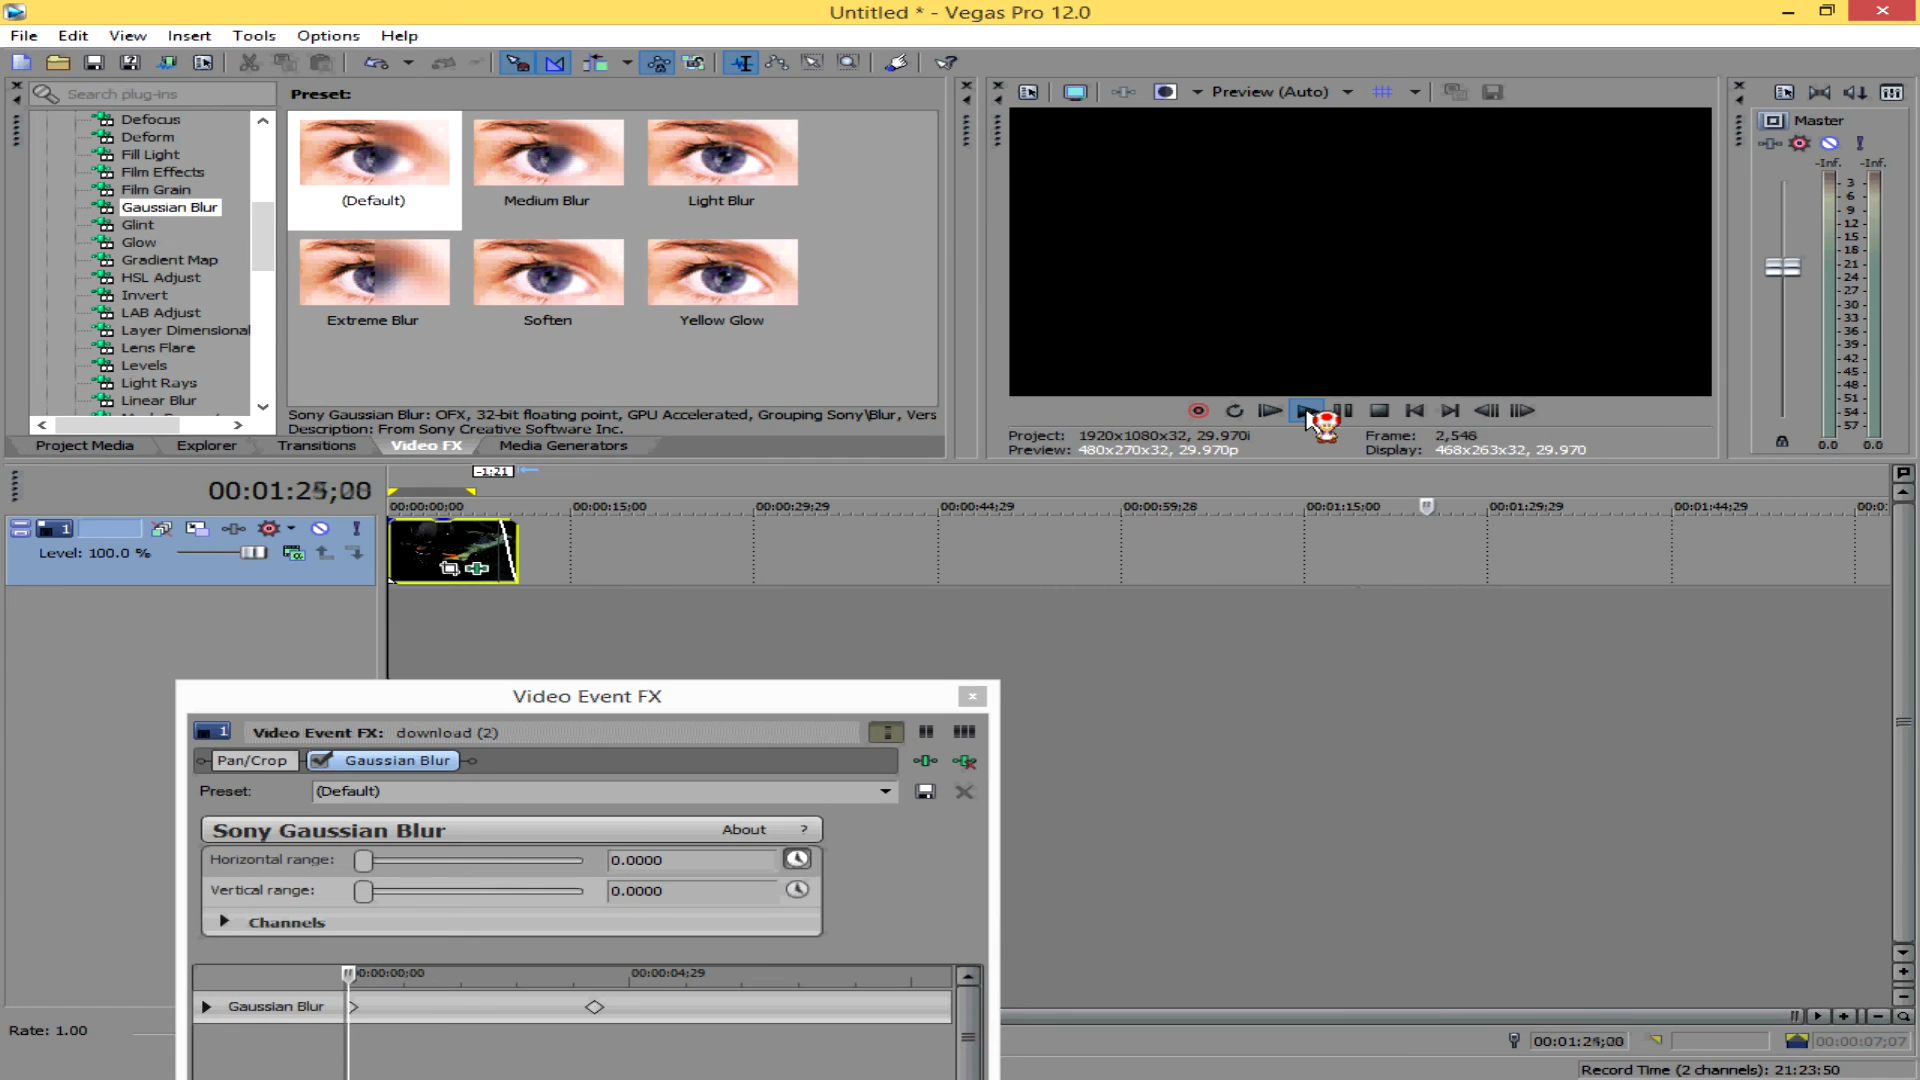 Untitled * - Vegas Pro 12.0
File Edit View Insert Tools Options Help
Search plug-ins
Preset:
Defocus
Deform
Fill Light
Film Effects
Film Grain
Gaussian Blur
Glint
Glow
Gradient Map
HSL Adjust
Invert
LAB Adjust
Layer Dimensional
Lens Flare
Levels
Light Rays
Linear Blur
(Default)
Medium Blur
Light Blur
Extreme Blur
Soften
Yellow Glow
Sony Gaussian Blur: OFX, 32-bit floating point, GPU Accelerated, Grouping Sony\Blur, Vers
Description: From Sony Creative Software Inc.
Project Media Explorer Transitions Video FX Media Generators
Preview (Auto)
Project: 1920x1080x32, 29.970i
Frame: 2,546
Preview: 480x270x32, 29.970p
Display: 468x263x32, 29.970
Master
-Inf. -Inf.
3
6
9
12
15
18
21
24
27
30
33
36
39
42
45
48
51
54
57
0.0 0.0
-1:21
00:00:00;00 00:00:15;00 00:00:29;29 00:00:44;29 00:00:59;28 00:01:15;00 00:01:29;29 00:01:44;29 00:0
1
Level: 100.0 %
Video Event FX
1
Video Event FX: download (2)
Pan/Crop Gaussian Blur
Preset: (Default)
Sony Gaussian Blur About ?
Horizontal range: 0.0000
Vertical range: 0.0000
Channels
0:00:00;00 00:00:04;29
Gaussian Blur
Rate: 1.00
00:00:07;07
Record Time (2 channels): 21:23:50